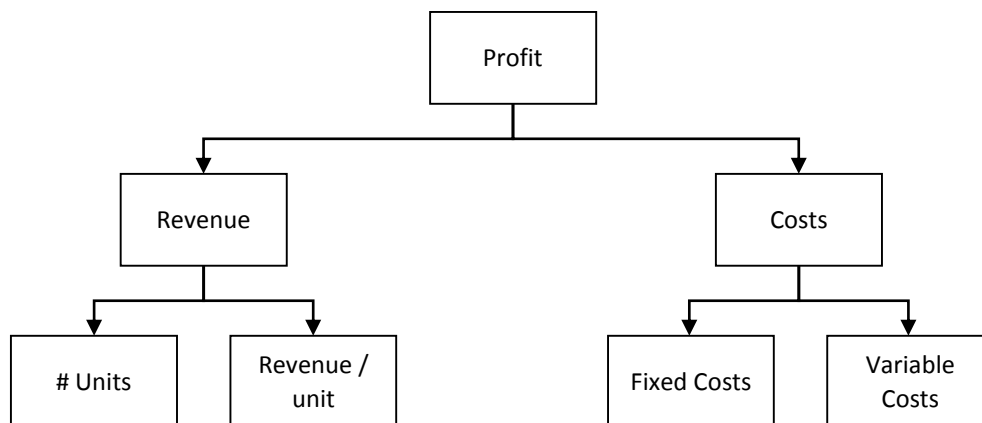 Profit
Revenue
Costs
# Units
Revenue /
unit
Fixed Costs
Variable
Costs